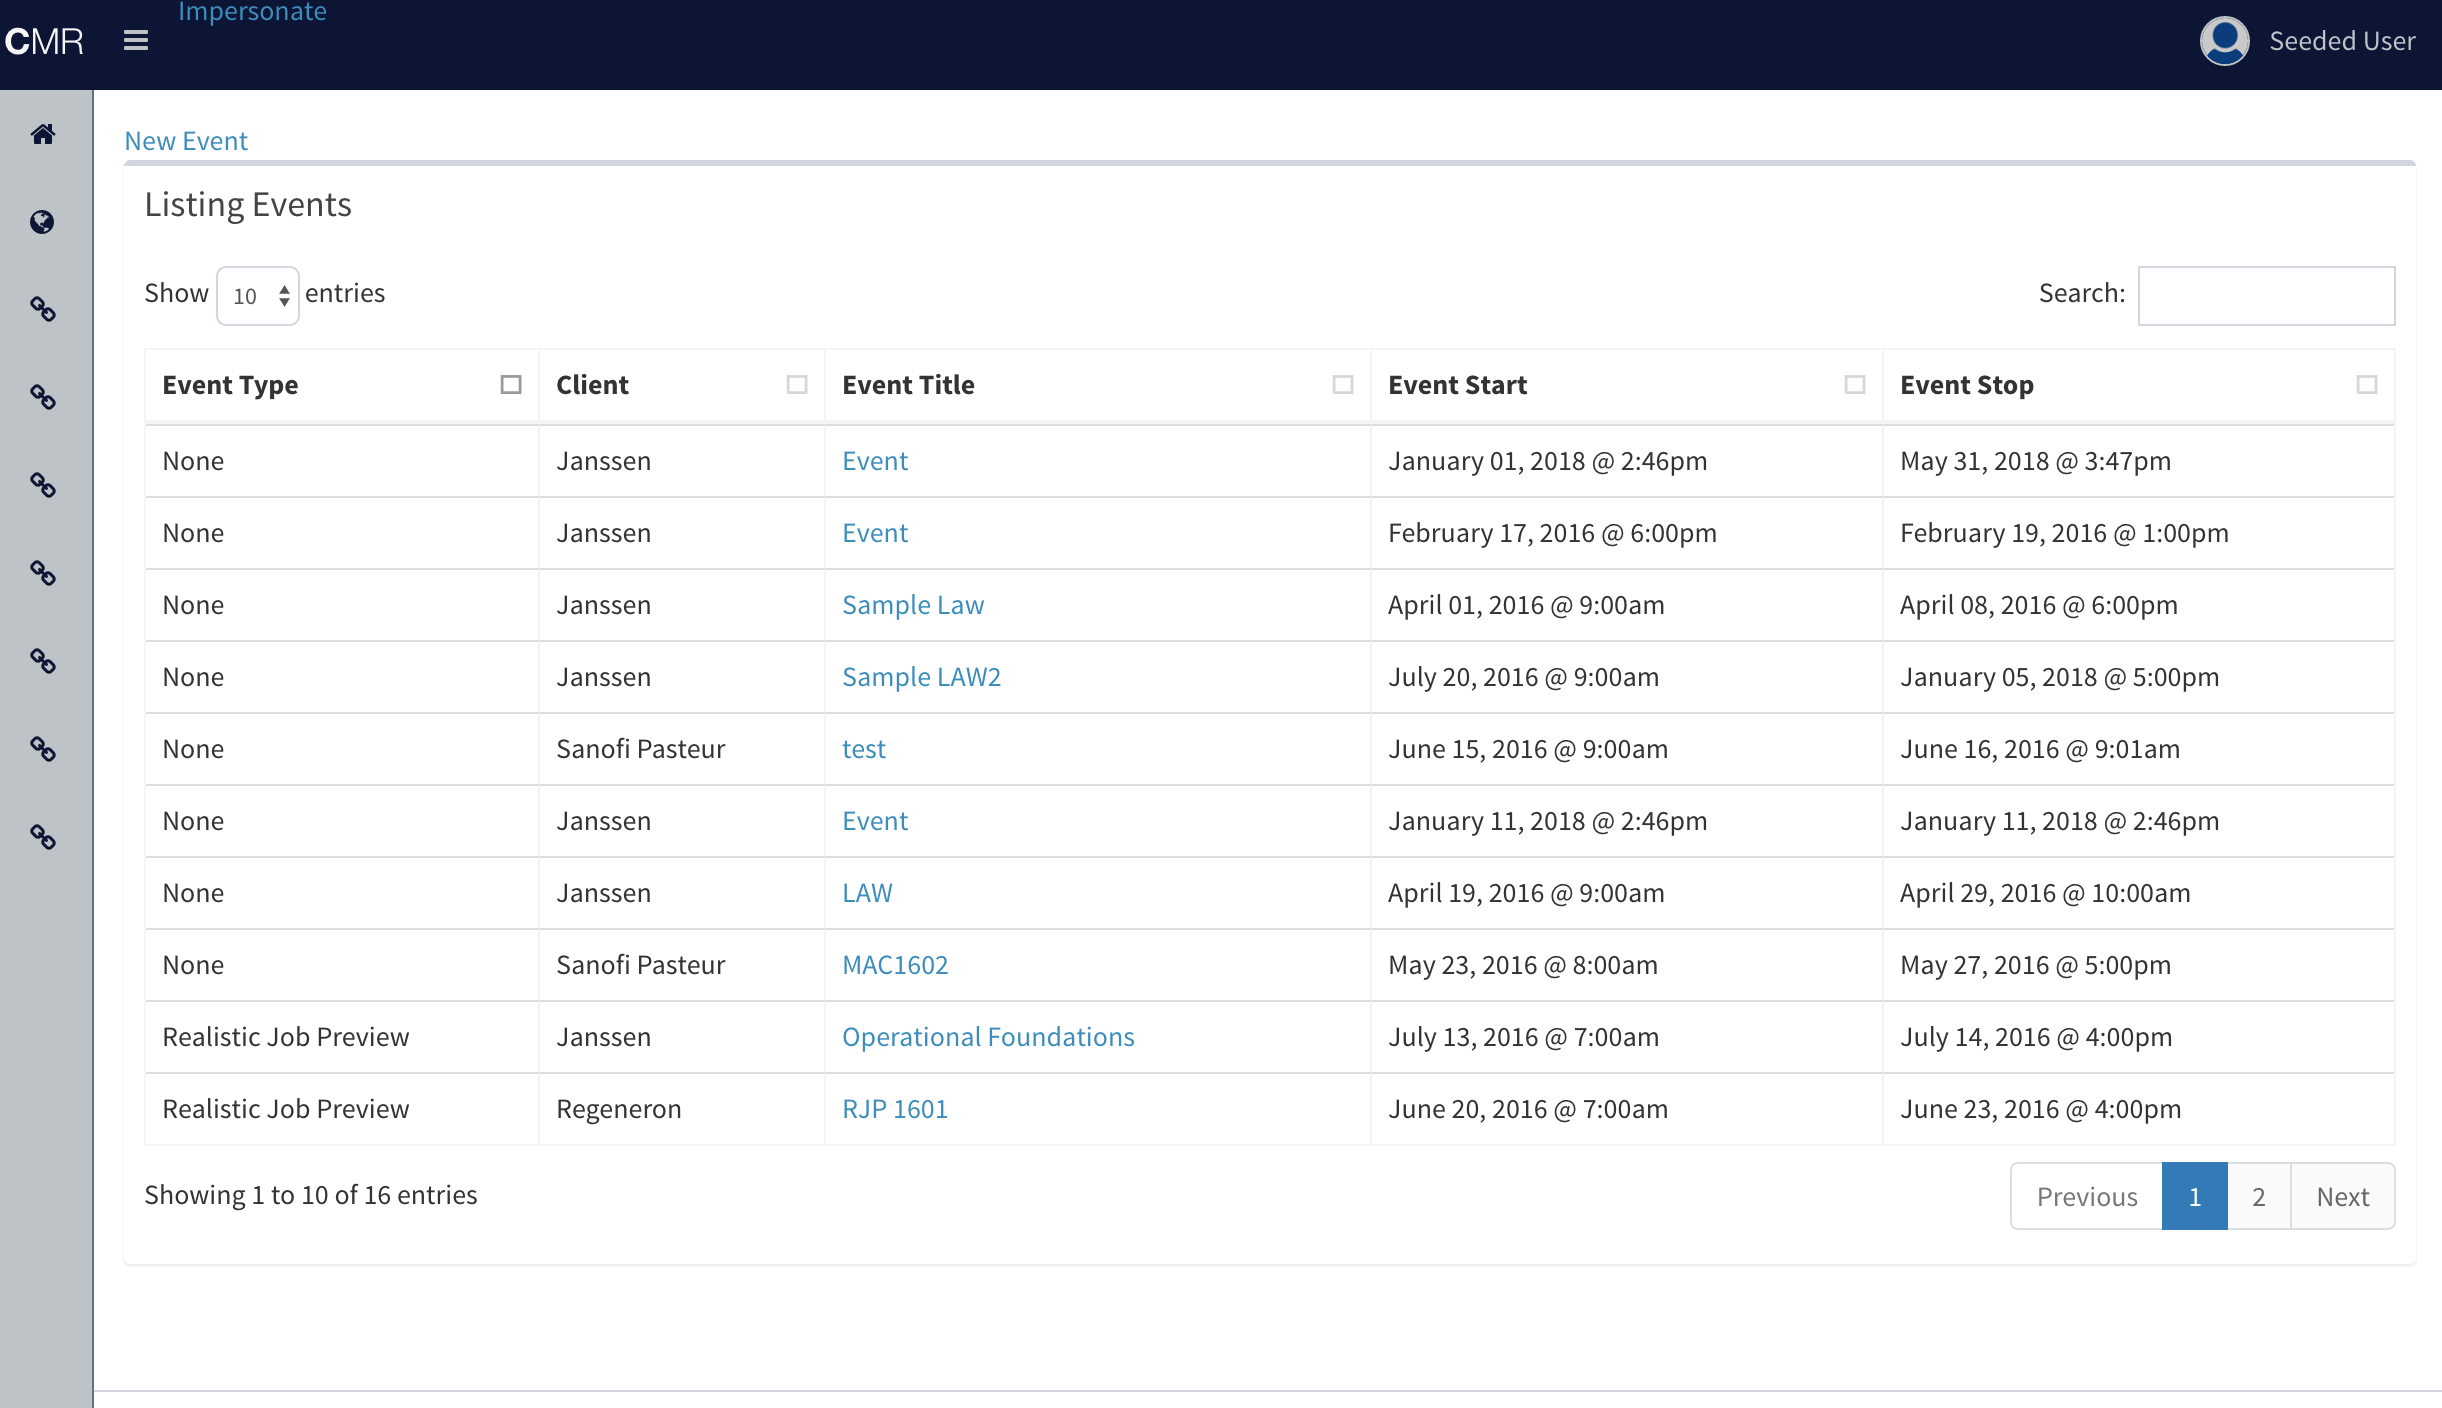 Impersonate
CMR
Seeded User
New Event
Listing Events
Show 10 entries
Search:
Event Type Client Event Title Event Start Event Stop
None Janssen Event January 01, 2018 @ 2:46pm May 31, 2018 @ 3:47pm
None Janssen Event February 17, 2016 @ 6:00pm February 19, 2016 @ 1:00pm
None Janssen Sample Law April 01, 2016 @ 9:00am April 08, 2016 @ 6:00pm
None Janssen Sample LAW2 July 20, 2016 @ 9:00am January 05, 2018 @ 5:00pm
None Sanofi Pasteur test June 15, 2016 @ 9:00am June 16, 2016 @ 9:01am
None Janssen Event January 11, 2018 @ 2:46pm January 11, 2018 @ 2:46pm
None Janssen LAW April 19, 2016 @ 9:00am April 29, 2016 @ 10:00am
None Sanofi Pasteur MAC1602 May 23, 2016 @ 8:00am May 27, 2016 @ 5:00pm
Realistic Job Preview Janssen Operational Foundations July 13, 2016 @ 7:00am July 14, 2016 @ 4:00pm
Realistic Job Preview Regeneron RJP 1601 June 20, 2016 @ 7:00am June 23, 2016 @ 4:00pm
Showing 1 to 10 of 16 entries
Previous 1 2 Next